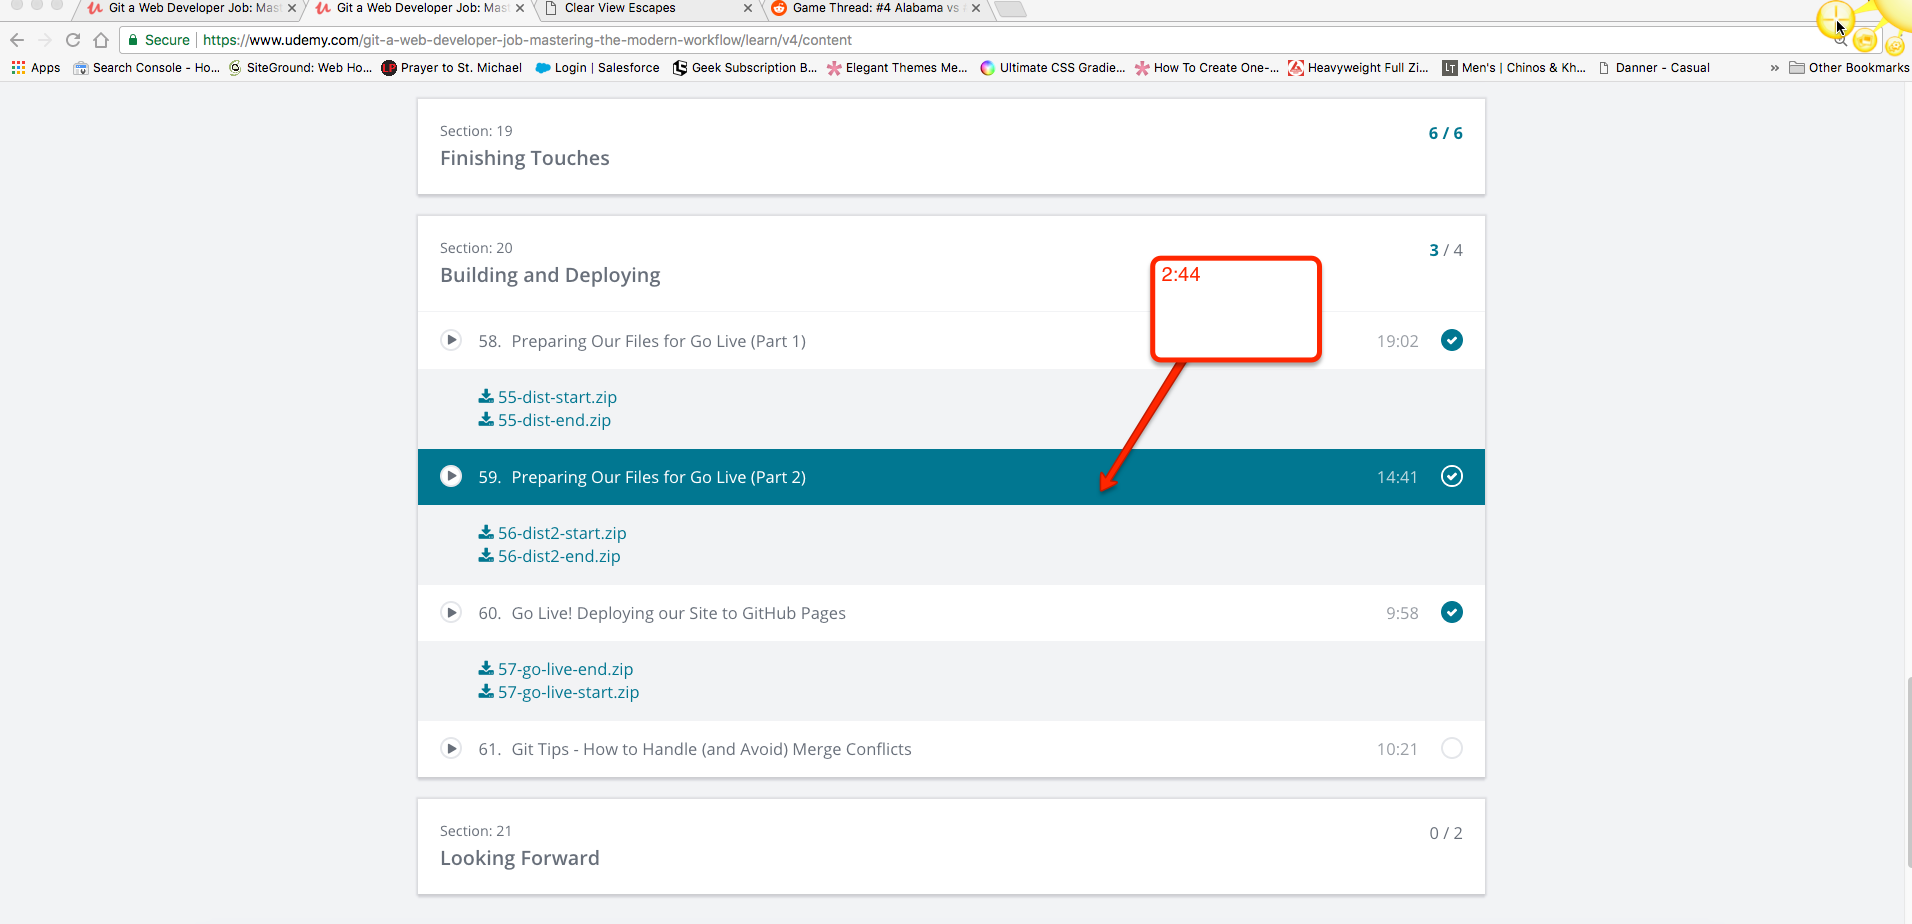 Git a Web Developer Job: Mast
Git a Web Developer Job: Mast
Clear View Escapes
Game Thread: #4 Alabama vs
Secure
https://www.udemy.com/git-a-web-developer-job-mastering-the-modern-workflow/learn/v4/content
Apps
Search Console - Ho...
SiteGround: Web Ho...
Prayer to St. Michael
Login | Salesforce
Geek Subscription B...
Elegant Themes Me...
Ultimate CSS Gradie...
How To Create One-...
Heavyweight Full Zi...
LT
Men's | Chinos & Kh...
Danner - Casual
»
Other Bookmarks
Section: 19
6 / 6
Finishing Touches
Section: 20
3 / 4
Building and Deploying
2:44
58. Preparing Our Files for Go Live (Part 1)
19:02
55-dist-start.zip
55-dist-end.zip
59. Preparing Our Files for Go Live (Part 2)
14:41
56-dist2-start.zip
56-dist2-end.zip
60. Go Live! Deploying our Site to GitHub Pages
9:58
57-go-live-end.zip
57-go-live-start.zip
61. Git Tips - How to Handle (and Avoid) Merge Conflicts
10:21
Section: 21
0 / 2
Looking Forward